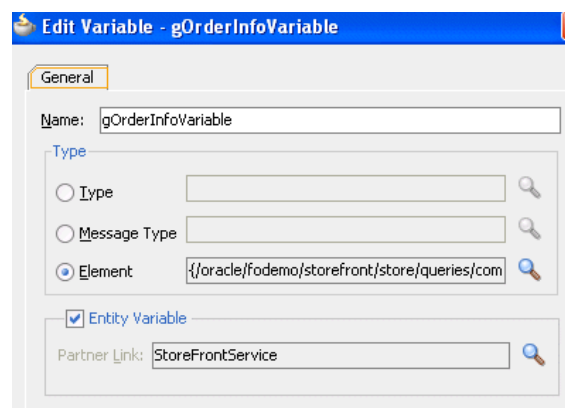 Edit Variable - gOrderInfoVariable
General
Name: gOrderInfoVariable
Type
Type
Message Type
Element {/oracle/fodemo/storefront/store/queries/com
Entity Variable
Partner Link: StoreFrontService